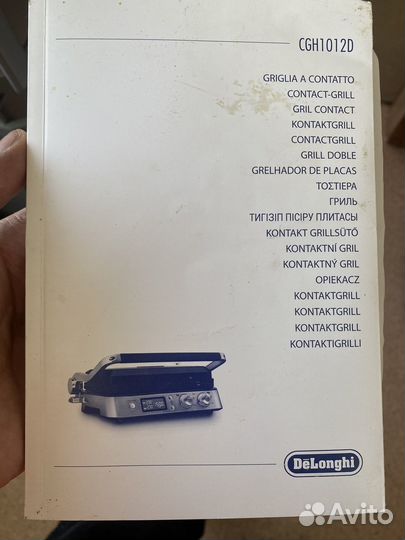 CGH1012D
GRIGLIA A CONTATTO
CONTACT-GRILL
GRIL CONTACT
KONTAKTGRILL
CONTACTGRILL
GRILL DOBLE
GRELHADOR DE PLACAS
ΤΟΣΤΙΕΡΑ
ГРИЛЬ
ТИГІЗІП ПІСІРУ ПЛИТАСЫ
KONTAKT GRILLSÜTŐ
KONTAKTNÍ GRIL
KONTAKTNÝ GRIL
OPIEKACZ
KONTAKTGRILL
KONTAKTGRILL
KONTAKTGRILL
KONTAKTIGRILLI
DeLonghi
Avito